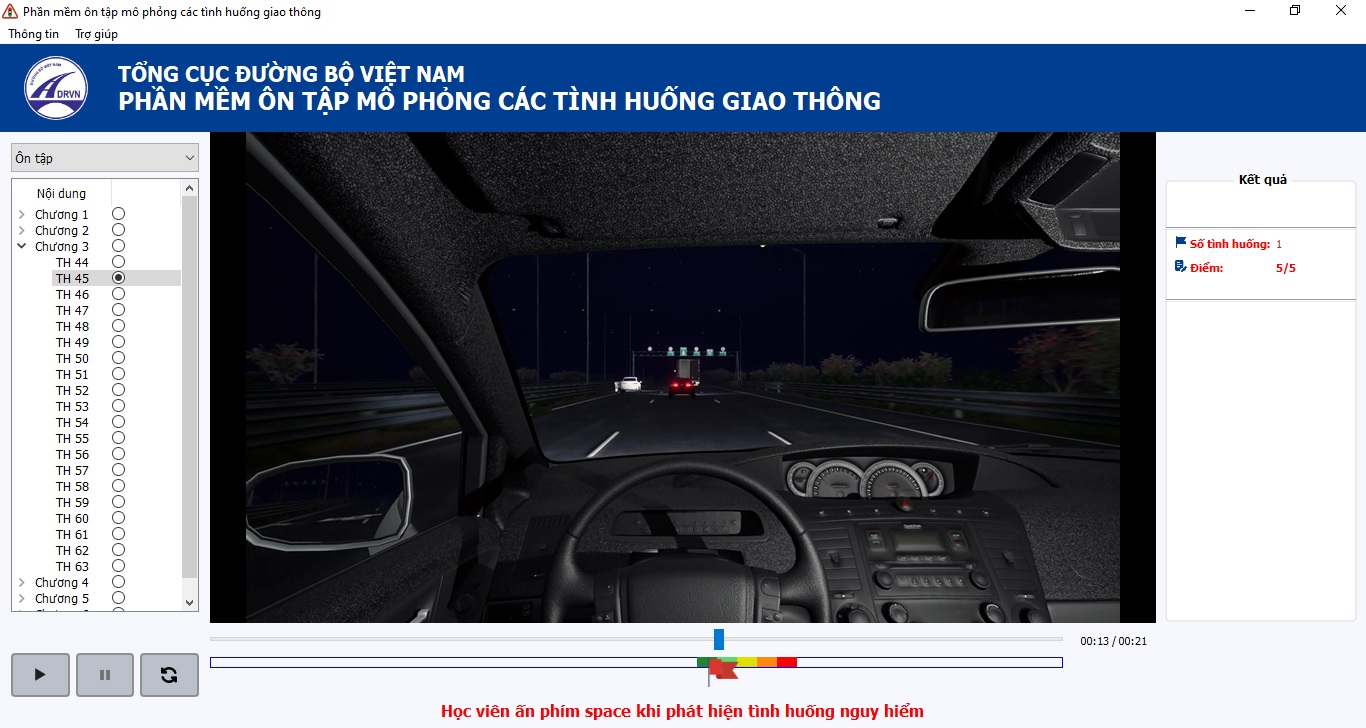 Phần mềm ôn tập mô phỏng các tình huống giao thông
Thông tin Trợ giúp
ĐƯỜNG BỘ VIỆT NAM
DRVN
TỔNG CỤC ĐƯỜNG BỘ VIỆT NAM
PHẦN MỀM ÔN TẬP MÔ PHỎNG CÁC TÌNH HUỐNG GIAO THÔNG
Ôn tập
Nội dung
Chương 1
Chương 2
Chương 3
TH 44
TH 45
TH 46
TH 47
TH 48
TH 49
TH 50
TH 51
TH 52
TH 53
TH 54
TH 55
TH 56
TH 57
TH 58
TH 59
TH 60
TH 61
TH 62
TH 63
Chương 4
Chương 5
Kết quả
Số tình huống: 1
Điểm: 5/5
00:13 / 00:21
Học viên ấn phím space khi phát hiện tình huống nguy hiểm